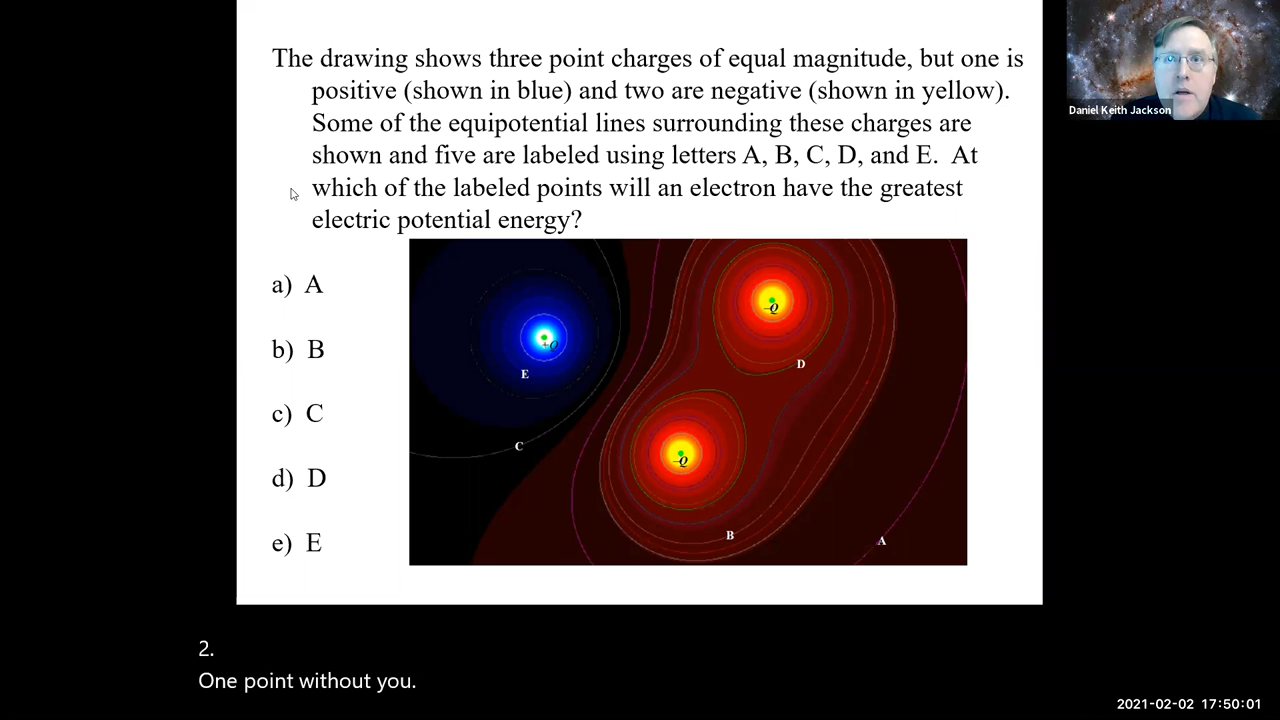 The drawing shows three point charges of equal magnitude, but one is
positive (shown in blue) and two are negative (shown in yellow).
Some of the equipotential lines surrounding these charges are
shown and five are labeled using letters A, B, C, D, and E. At
which of the labeled points will an electron have the greatest
electric potential energy?
a) A
b) B
c) C
d) D
e) E
+Q
E
C
-Q
D
-Q
B
A
Daniel Keith Jackson
2.
One point without you.
2021-02-02 17:50:01